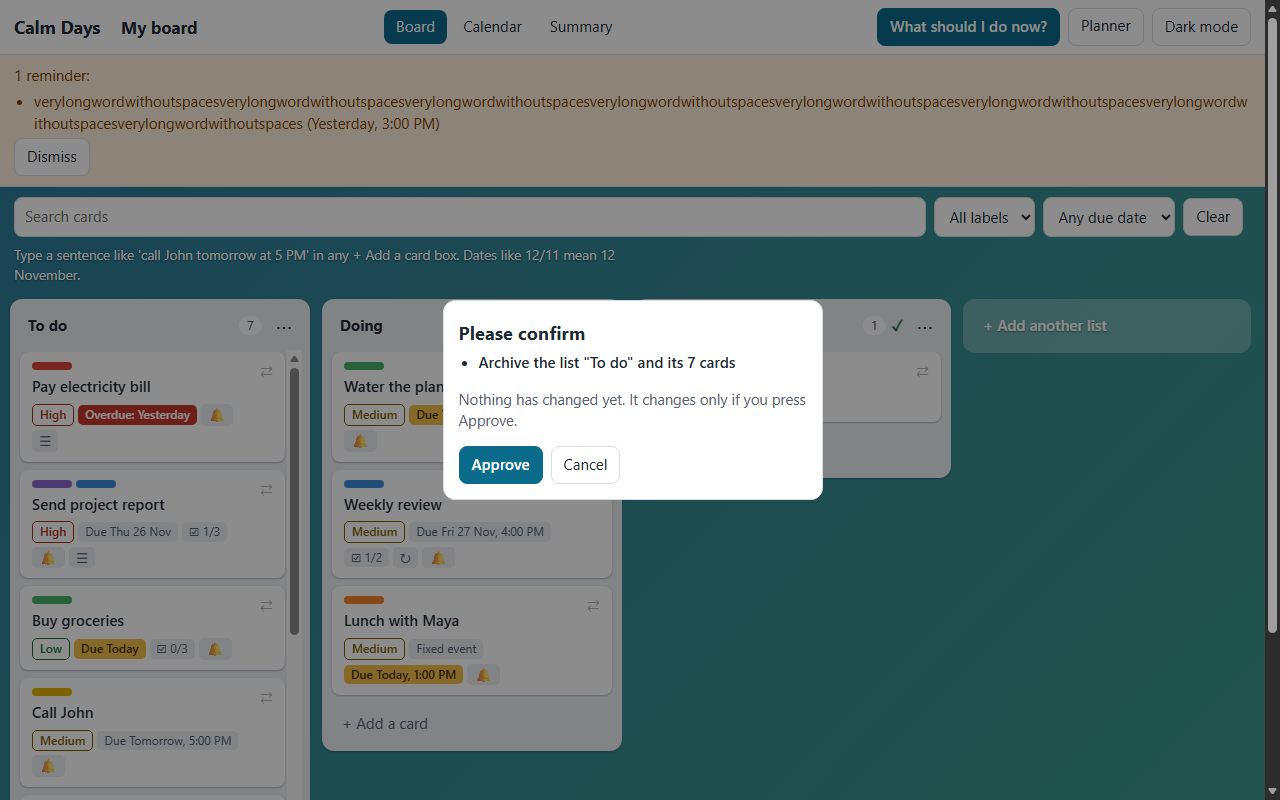 Calm Days My board Board Calendar Summary What should I do now? Planner Dark mode
1 reminder:
verylongwordwithoutspacesverylongwordwithoutspacesverylongwordwithoutspacesverylongwordwithoutspacesverylongwordwithoutspacesverylongwordwithoutspacesverylongwordw
ithoutspacesverylongwordwithoutspaces (Yesterday, 3:00 PM)
Dismiss
Search cards All labels Any due date Clear
Type a sentence like 'call John tomorrow at 5 PM' in any + Add a card box. Dates like 12/11 mean 12
November.
To do 7 ...
Pay electricity bill
High Overdue: Yesterday
Send project report
High Due Thu 26 Nov 1/3
Buy groceries
Low Due Today 0/3
Call John
Medium Due Tomorrow, 5:00 PM
Doing
Water the plan
Medium Due
Weekly review
Medium Due Fri 27 Nov, 4:00 PM
1/2
Lunch with Maya
Medium Fixed event
Due Today, 1:00 PM
+ Add a card
1 ✓ ...
+ Add another list
Please confirm
• Archive the list "To do" and its 7 cards
Nothing has changed yet. It changes only if you press
Approve.
Approve Cancel